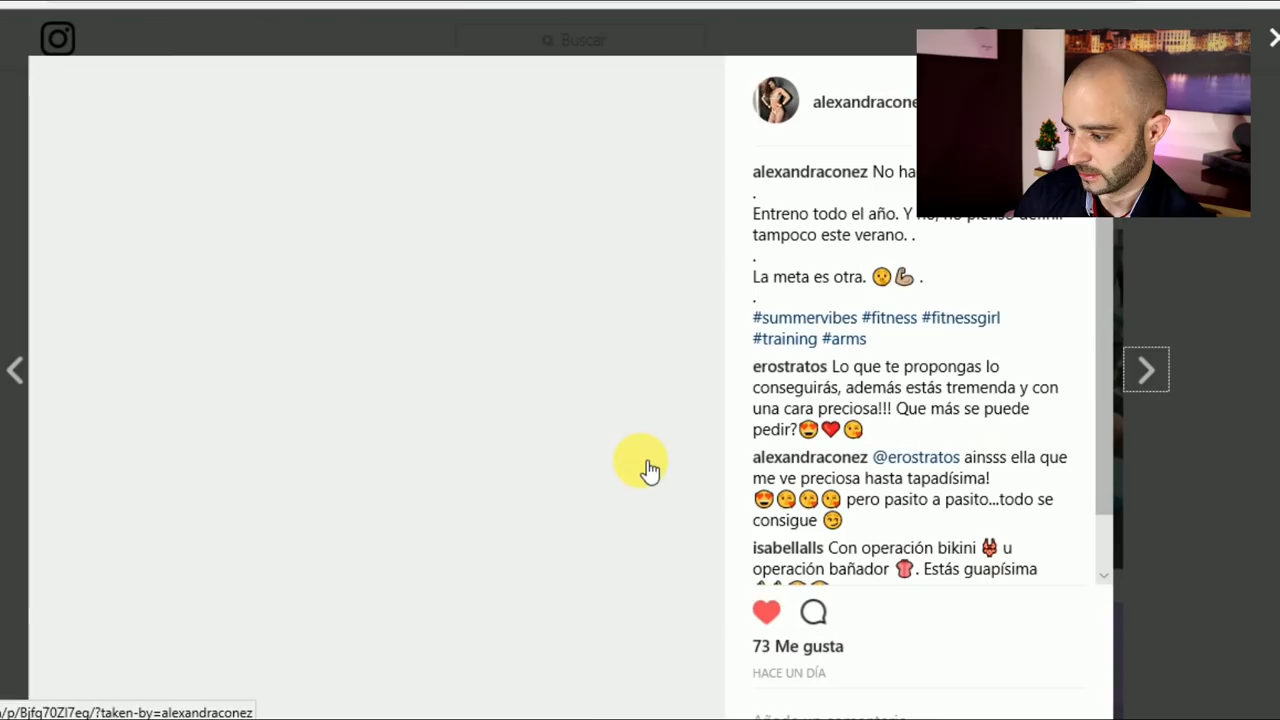 Buscar
alexandracone
alexandraconez No ha
.
Entreno todo el año. Y
tampoco este verano. .
.
La meta es otra. 😗💪🏼 .
.
#summervibes #fitness #fitnessgirl
#training #arms
erostratos Lo que te propongas lo
conseguirás, además estás tremenda y con
una cara preciosa!!! Que más se puede
pedir?😍❤️😘
alexandraconez @erostratos ainsss ella que
me ve preciosa hasta tapadísima!
😍😘😘😘 pero pasito a pasito...todo se
consigue 😏
isabellalls Con operación bikini 👙 u
operación bañador 🩱. Estás guapísima
73 Me gusta
HACE UN DÍA
/p/Bjfq70ZI7eq/?taken-by=alexandraconez